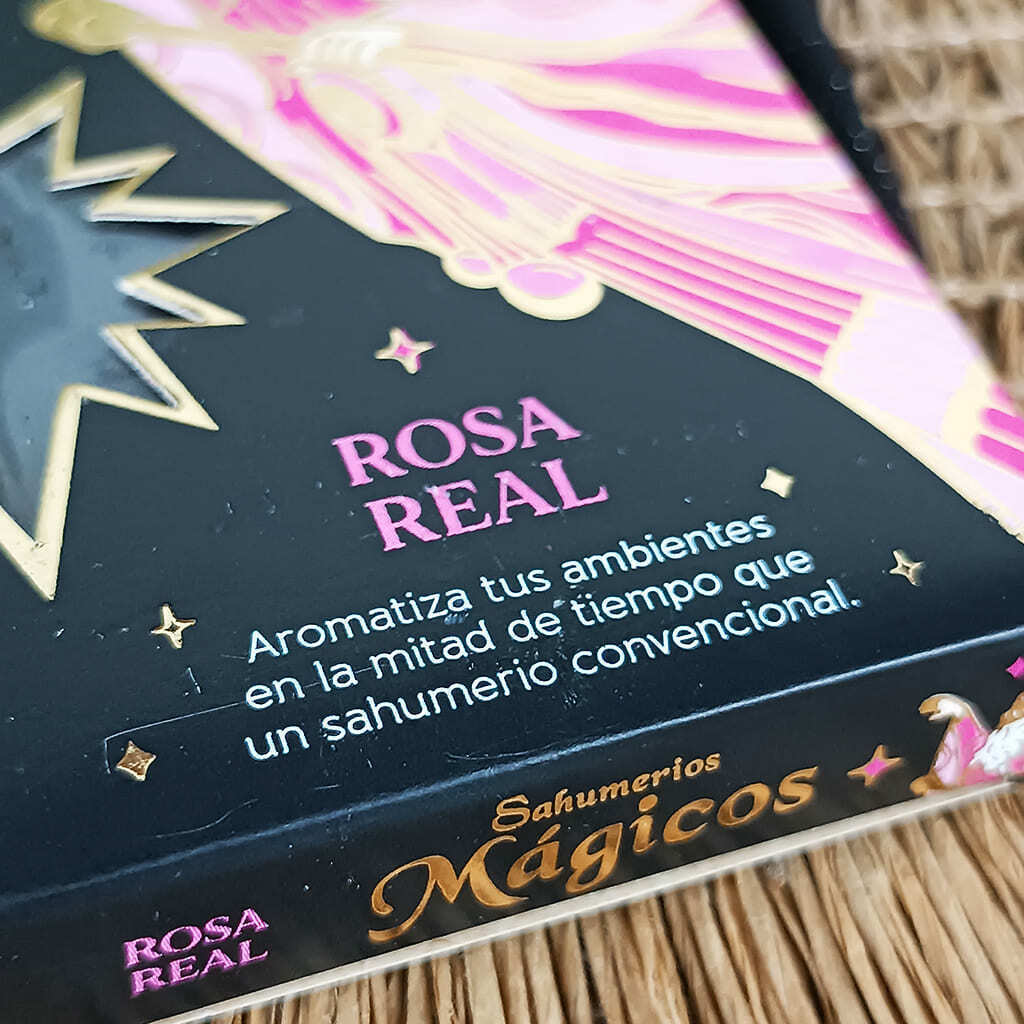 ROSA
REAL
Aromatiza tus ambientes
en la mitad de tiempo que
un sahumerio convencional.
Sahumerios
Mágicos
ROSA
REAL